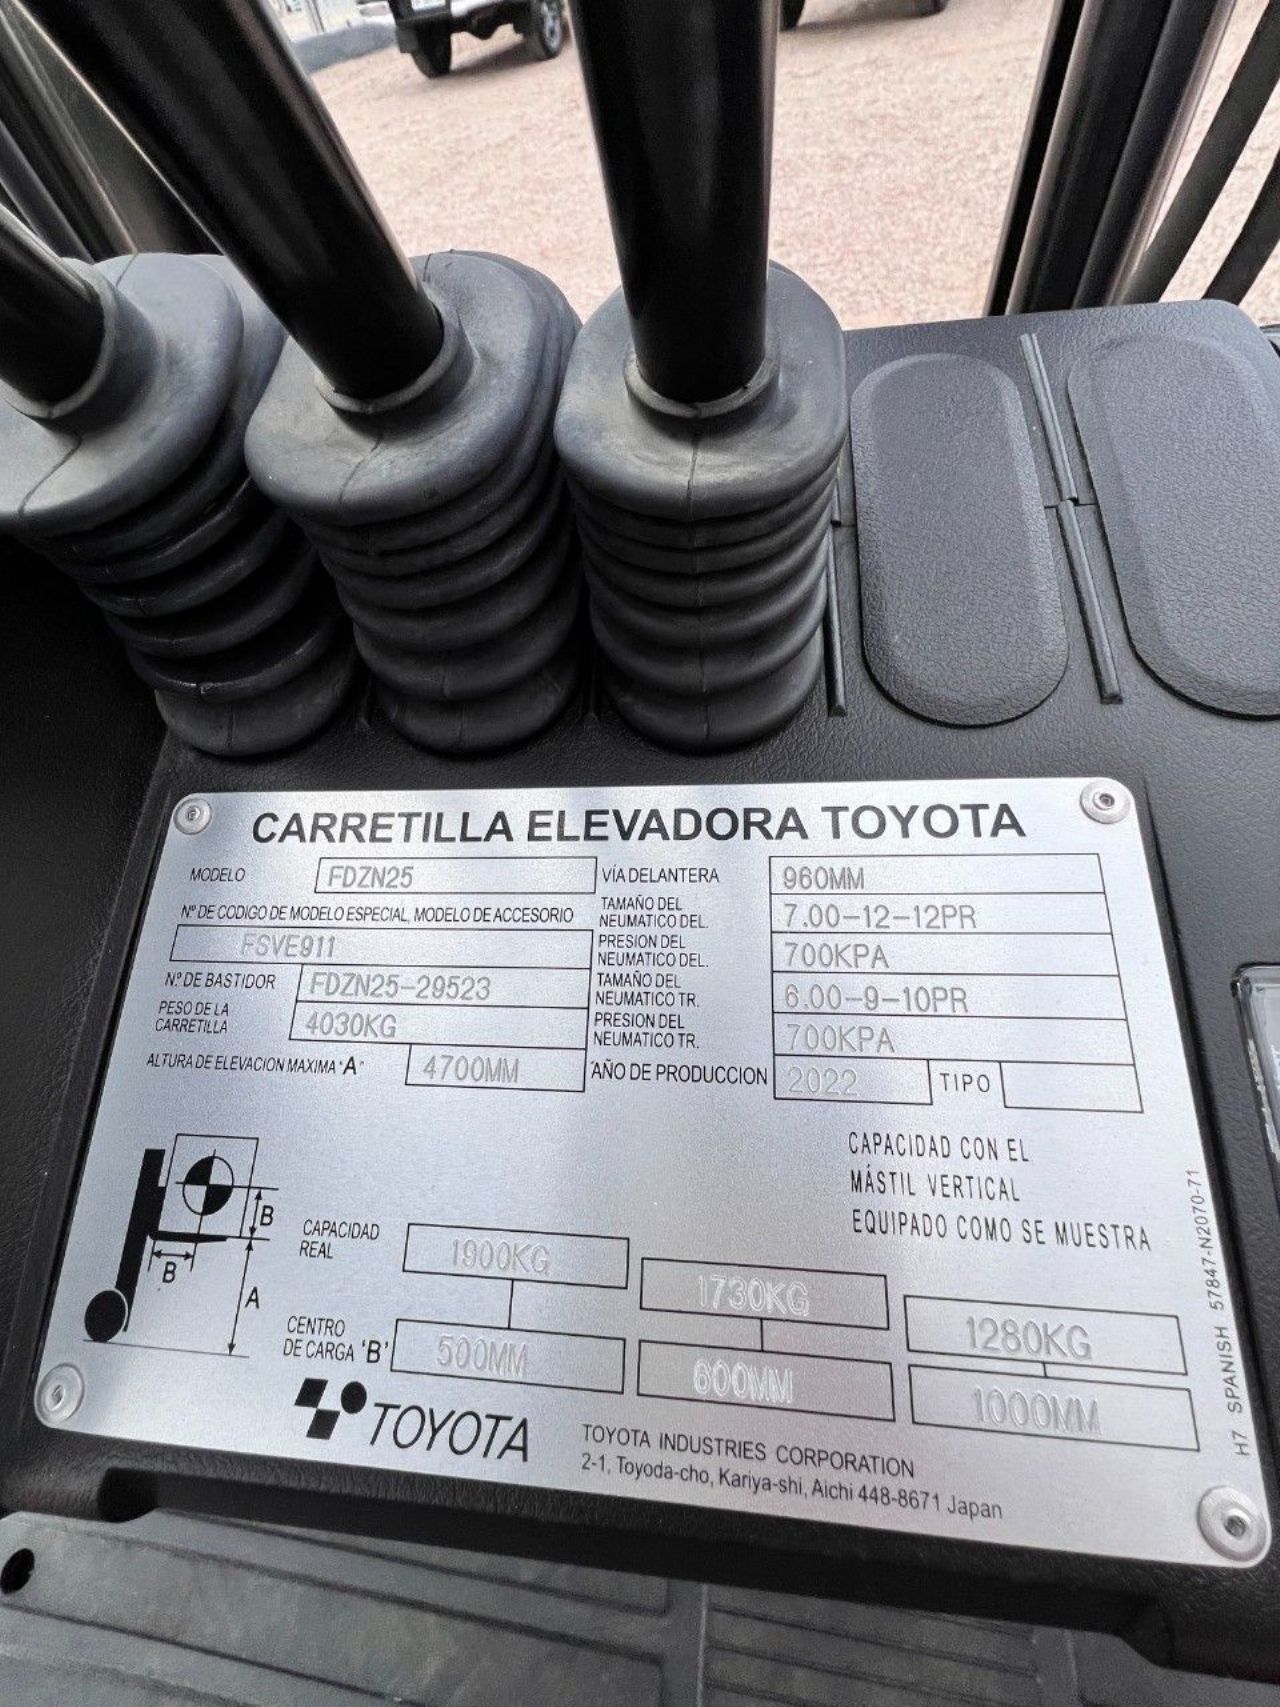 CARRETILLA ELEVADORA TOYOTA
MODELO FDZN25
Nº DE CODIGO DE MODELO ESPECIAL, MODELO DE ACCESORIO
FSVE911
Nº DE BASTIDOR FDZN25-29523
PESO DE LA
CARRETILLA 4030KG
ALTURA DE ELEVACION MAXIMA "A" 4700MM
VÍA DELANTERA 960MM
TAMAÑO DEL
NEUMATICO DEL. 7.00-12-12PR
PRESION DEL
NEUMATICO DEL. 700KPA
TAMAÑO DEL
NEUMATICO TR. 6.00-9-10PR
PRESION DEL
NEUMATICO TR. 700KPA
AÑO DE PRODUCCION 2022 TIPO
CAPACIDAD CON EL
MÁSTIL VERTICAL
EQUIPADO COMO SE MUESTRA
B
B
A
CAPACIDAD
REAL 1900KG 1730KG 1280KG
CENTRO
DE CARGA 'B' 500MM 600MM 1000MM
TOYOTA
TOYOTA INDUSTRIES CORPORATION
2-1, Toyoda-cho, Kariya-shi, Aichi 448-8671 Japan
H7 SPANISH 57847-N2070-71